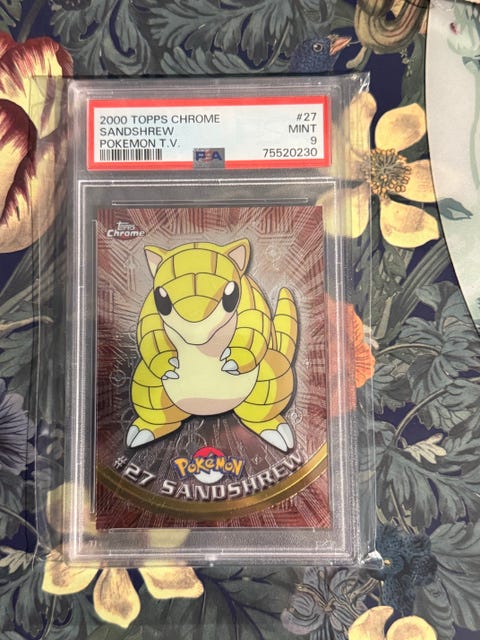 2000 TOPPS CHROME #27
SANDSHREW MINT
POKEMON T.V. 9
PSA 75520230
Topps
Chrome
POKéMON
#27 SANDSHREW